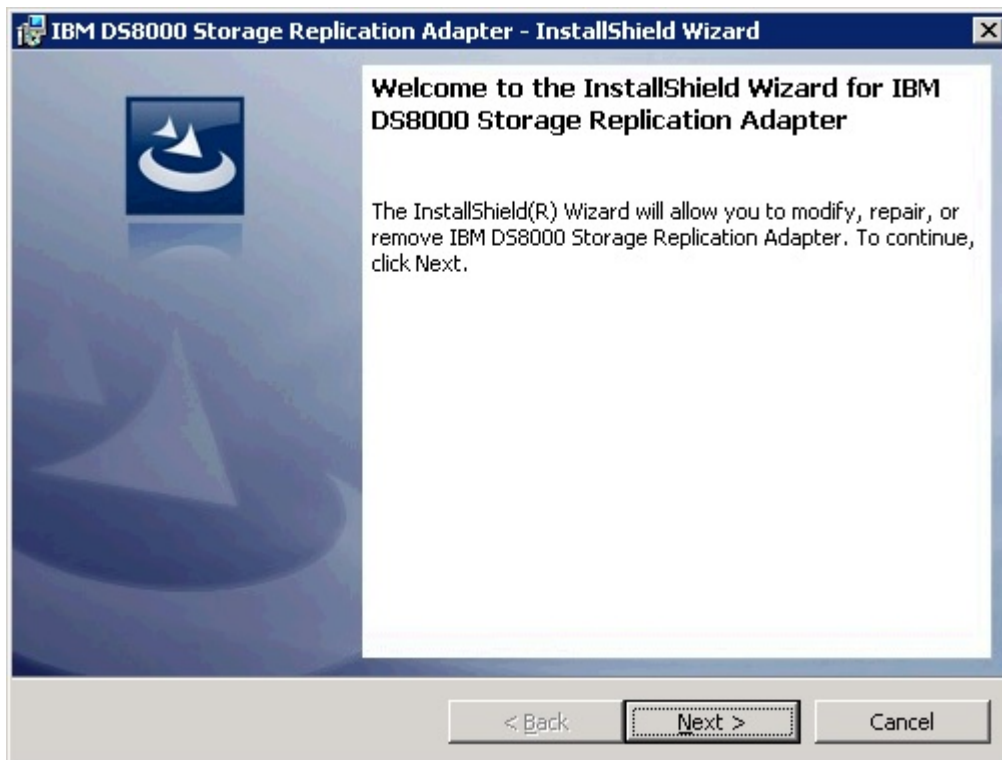 IBM DS8000 Storage Replication Adapter - InstallShield Wizard
Welcome to the InstallShield Wizard for IBM
DS8000 Storage Replication Adapter
The InstallShield(R) Wizard will allow you to modify, repair, or
remove IBM DS8000 Storage Replication Adapter. To continue,
click Next.
< Back
Next >
Cancel